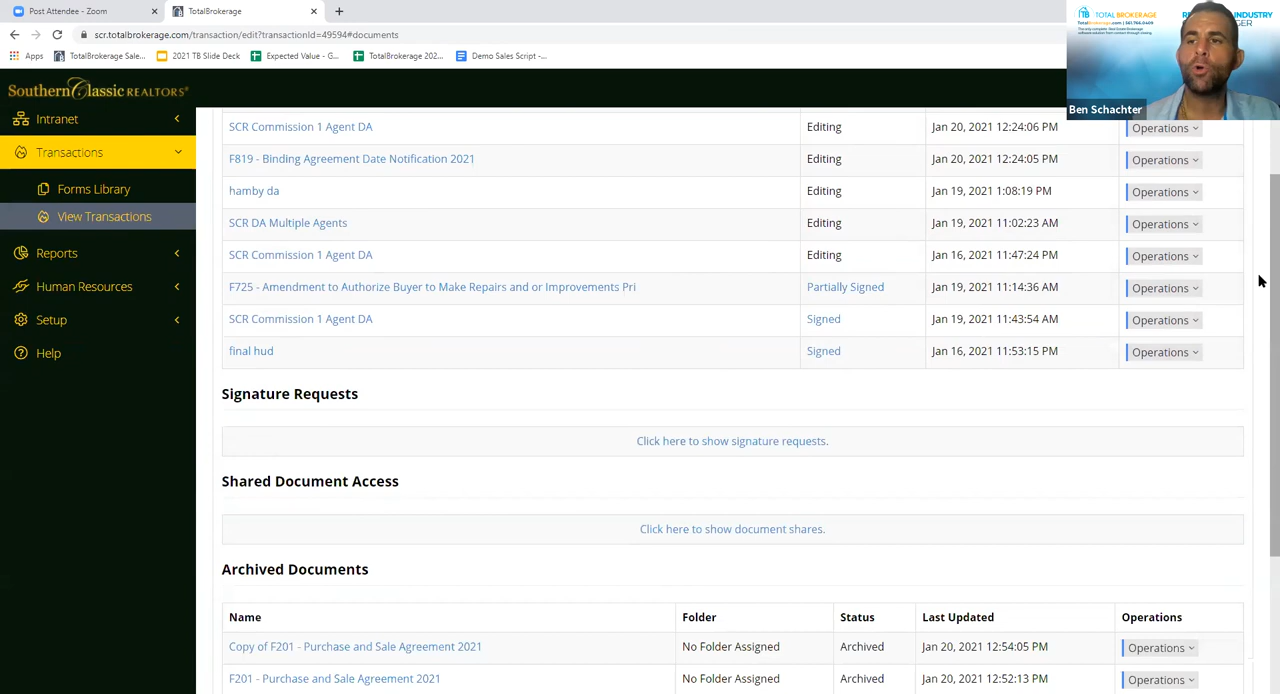 Post Attendee - Zoom
TotalBrokerage
scr.totalbrokerage.com/transaction/edit?transactionId=49594#docume
Apps
TotalBrokerage Sale...
2021 TB Slide Deck
Expected Value - G...
TotalBrokerage 202...
Demo Sales Script -...
TOTAL BROKERAGE
INDUSTRY
Ben Schachter
Southern Classic REALTORS®
Intranet
Transactions
Forms Library
View Transactions
Reports
Human Resources
Setup
Help
SCR Commission 1 Agent DA Editing Jan 20, 2021 12:24:06 PM Operations
F819 - Binding Agreement Date Notification 2021 Editing Jan 20, 2021 12:24:05 PM Operations
hamby da Editing Jan 19, 2021 1:08:19 PM Operations
SCR DA Multiple Agents Editing Jan 19, 2021 11:02:23 AM Operations
SCR Commission 1 Agent DA Editing Jan 16, 2021 11:47:24 PM Operations
F725 - Amendment to Authorize Buyer to Make Repairs and or Improvements Pri Partially Signed Jan 19, 2021 11:14:36 AM Operations
SCR Commission 1 Agent DA Signed Jan 19, 2021 11:43:54 AM Operations
final hud Signed Jan 16, 2021 11:53:15 PM Operations
Signature Requests
Click here to show signature requests.
Shared Document Access
Click here to show document shares.
Archived Documents
Name Folder Status Last Updated Operations
Copy of F201 - Purchase and Sale Agreement 2021 No Folder Assigned Archived Jan 20, 2021 12:54:05 PM Operations
F201 - Purchase and Sale Agreement 2021 No Folder Assigned Archived Jan 20, 2021 12:52:13 PM Operations